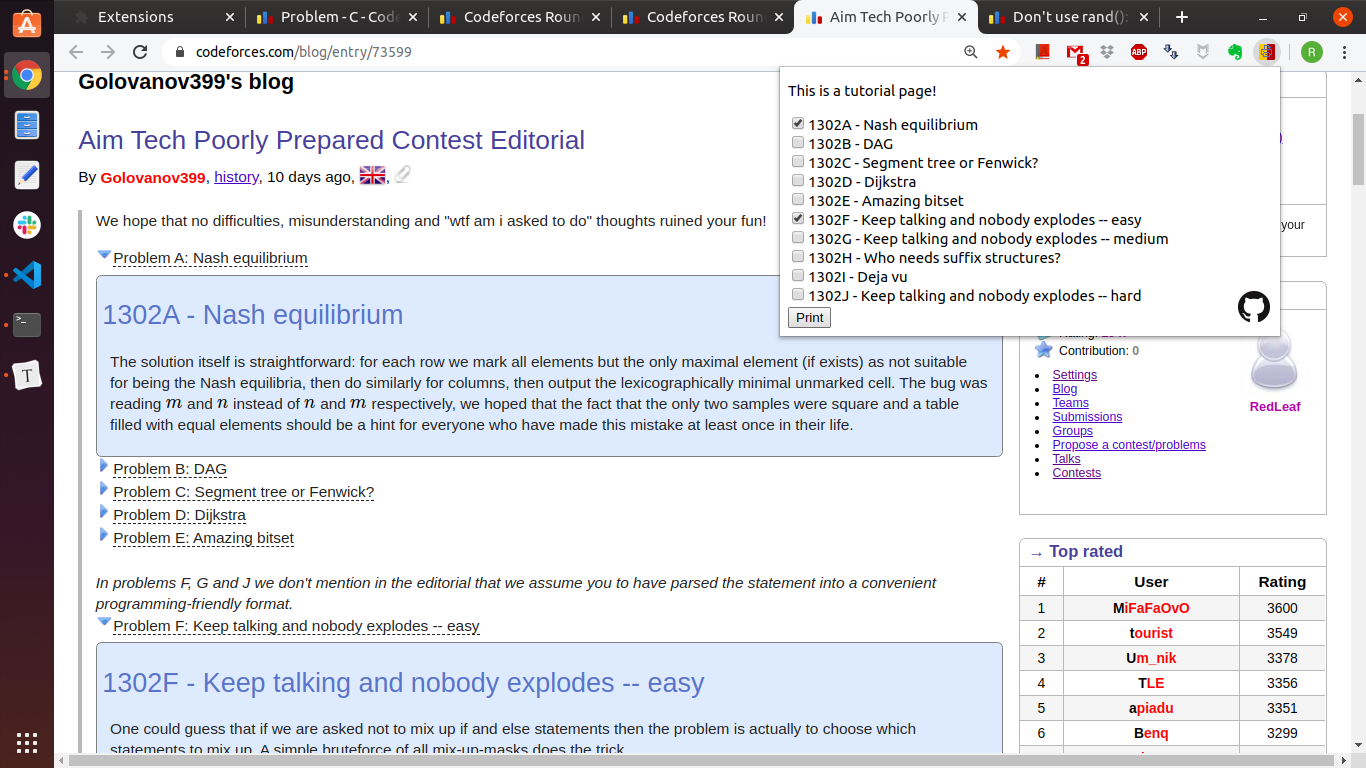 Extensions
Problem - C - Code
Codeforces Roun
Codeforces Roun
Aim Tech Poorly P
Don't use rand():
codeforces.com/blog/entry/73599
2
ABP
R
Golovanov399's blog
Aim Tech Poorly Prepared Contest Editorial
By Golovanov399, history, 10 days ago,
We hope that no difficulties, misunderstanding and "wtf am i asked to do" thoughts ruined your fun!
Problem A: Nash equilibrium
1302A - Nash equilibrium
The solution itself is straightforward: for each row we mark all elements but the only maximal element (if exists) as not suitable
for being the Nash equilibria, then do similarly for columns, then output the lexicographically minimal unmarked cell. The bug was
reading m and n instead of n and m respectively, we hoped that the fact that the only two samples were square and a table
filled with equal elements should be a hint for everyone who have made this mistake at least once in their life.
Problem B: DAG
Problem C: Segment tree or Fenwick?
Problem D: Dijkstra
Problem E: Amazing bitset
In problems F, G and J we don't mention in the editorial that we assume you to have parsed the statement into a convenient
programming-friendly format.
Problem F: Keep talking and nobody explodes -- easy
1302F - Keep talking and nobody explodes -- easy
One could guess that if we are asked not to mix up if and else statements then the problem is actually to choose which
statements to mix up. A simple bruteforce of all mix-up-masks does the trick
This is a tutorial page!
1302A - Nash equilibrium
1302B - DAG
1302C - Segment tree or Fenwick?
1302D - Dijkstra
1302E - Amazing bitset
1302F - Keep talking and nobody explodes -- easy
1302G - Keep talking and nobody explodes -- medium
1302H - Who needs suffix structures?
1302I - Deja vu
1302J - Keep talking and nobody explodes -- hard
Print
your
Contribution: 0
Settings
Blog
Teams
Submissions
Groups
Propose a contest/problems
Talks
Contests
RedLeaf
→ Top rated
# User Rating
1 MiFaFaOvO 3600
2 tourist 3549
3 Um_nik 3378
4 TLE 3356
5 apiadu 3351
6 Benq 3299